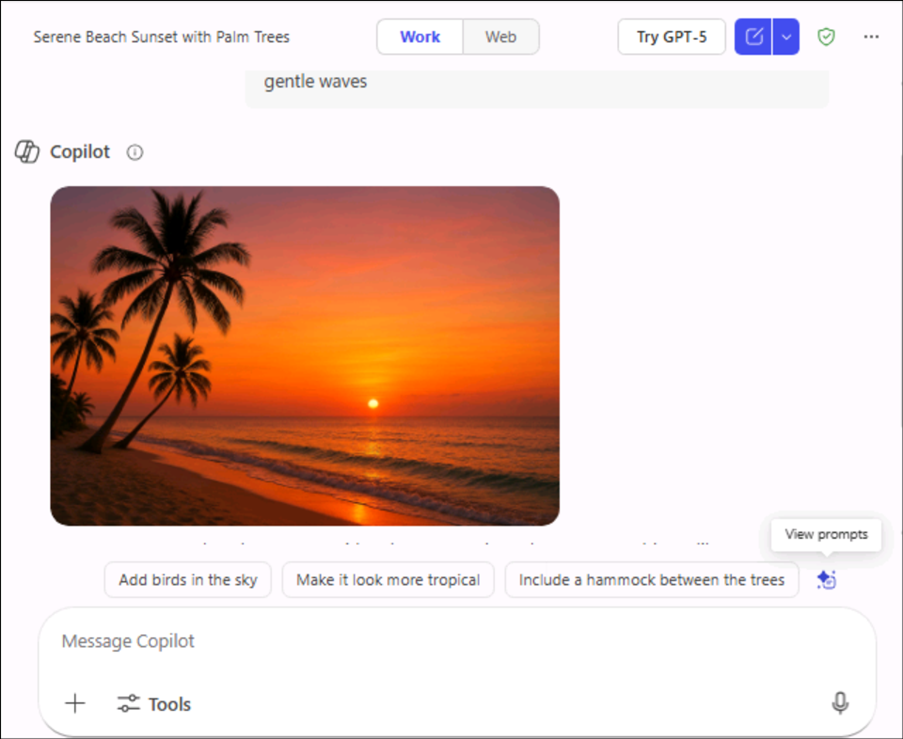 Serene Beach Sunset with Palm Trees
Work
Web
Try GPT-5
gentle waves
Copilot
View prompts
Add birds in the sky
Make it look more tropical
Include a hammock between the trees
Message Copilot
Tools